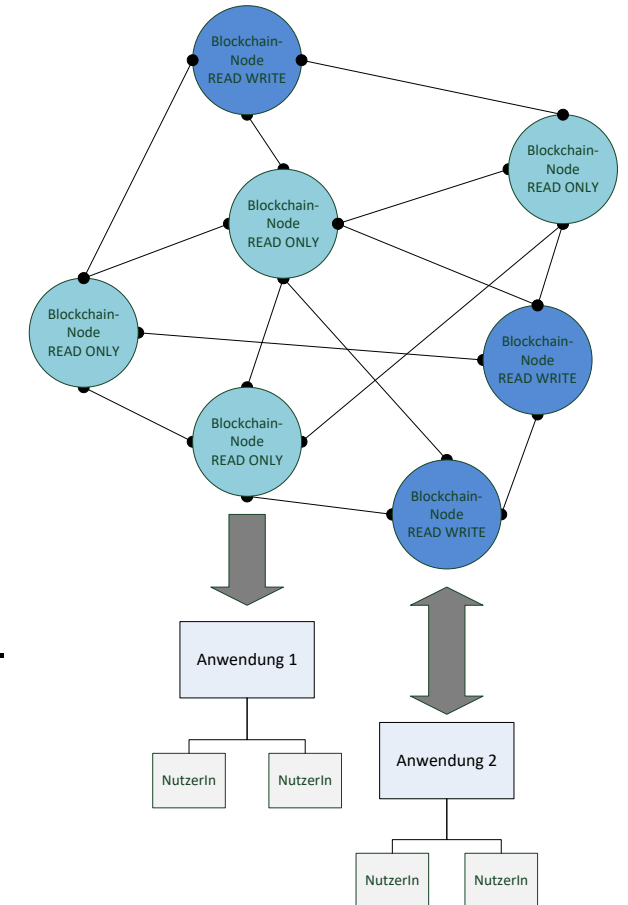 Blockchain-
Node
READ WRITE
Blockchain-
Node
READ ONLY
Blockchain-
Node
READ ONLY
Blockchain-
Node
READ ONLY
Blockchain-
Node
READ WRITE
Blockchain-
Node
READ ONLY
Blockchain-
Node
READ WRITE
Anwendung 1
NutzerIn
NutzerIn
Anwendung 2
NutzerIn
NutzerIn